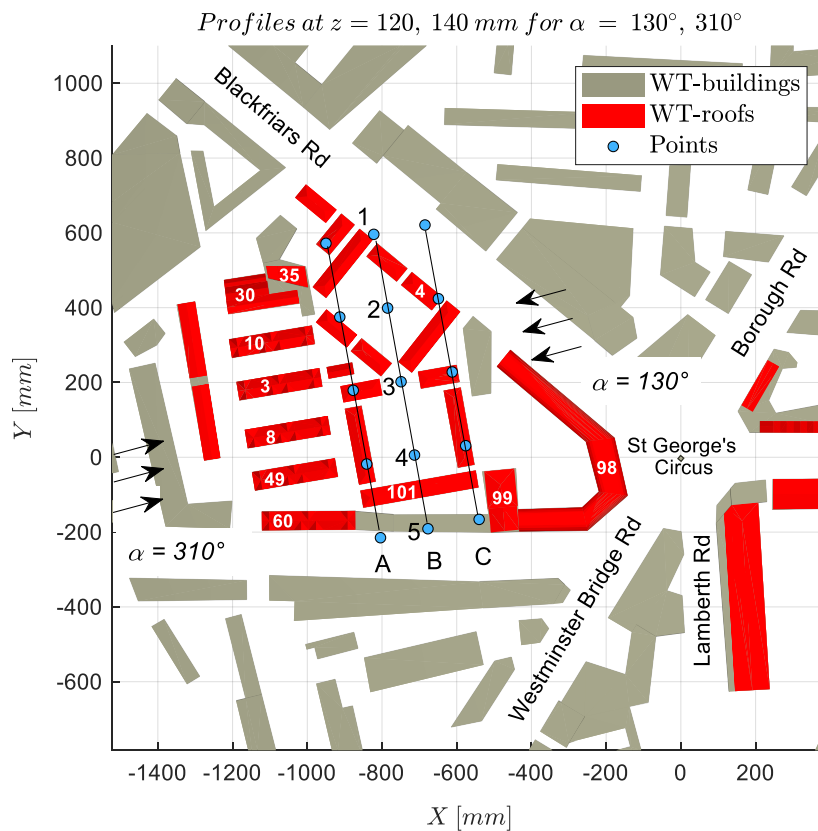 Profiles at z = 120, 140 mm for α = 130°, 310°
WT-buildings
WT-roofs
Points
Blackfriars Rd
Borough Rd
St George's
Circus
Westminster Bridge Rd
Lamberth Rd
α = 130°
α = 310°
1
2
3
4
5
A
B
C
35
30
10
3
8
49
60
4
101
99
98
1000
800
600
400
200
0
-200
-400
-600
Y [mm]
-1400
-1200
-1000
-800
-600
-400
-200
0
200
X [mm]